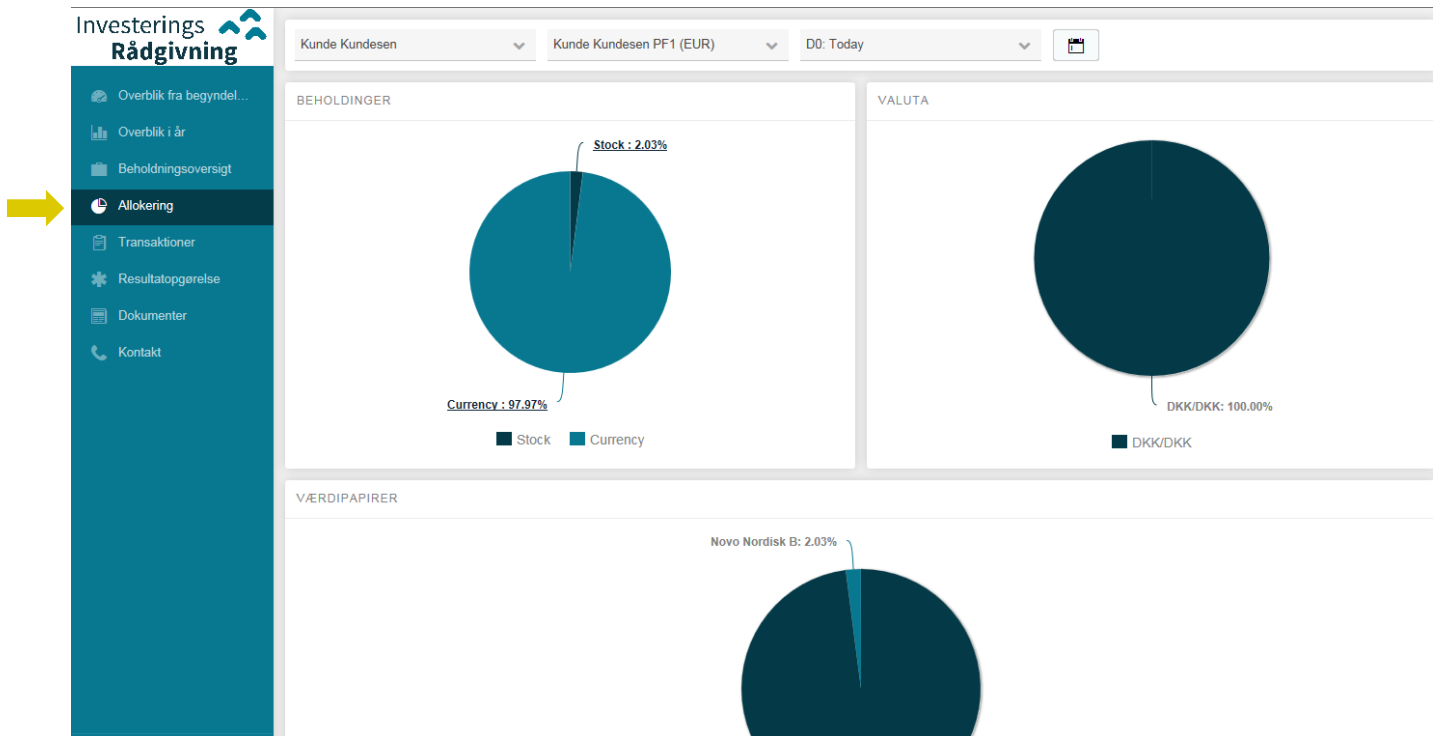 Investerings
Rådgivning
Kunde Kundesen
Kunde Kundesen PF1 (EUR)
D0: Today
Overblik fra begyndel...
Overblik i år
Beholdningsoversigt
Allokering
Transaktioner
Resultatopgørelse
Dokumenter
Kontakt
BEHOLDINGER
Stock : 2.03%
Currency : 97.97%
Stock
Currency
VALUTA
DKK/DKK: 100.00%
DKK/DKK
VÆRDIPAPIRER
Novo Nordisk B: 2.03%